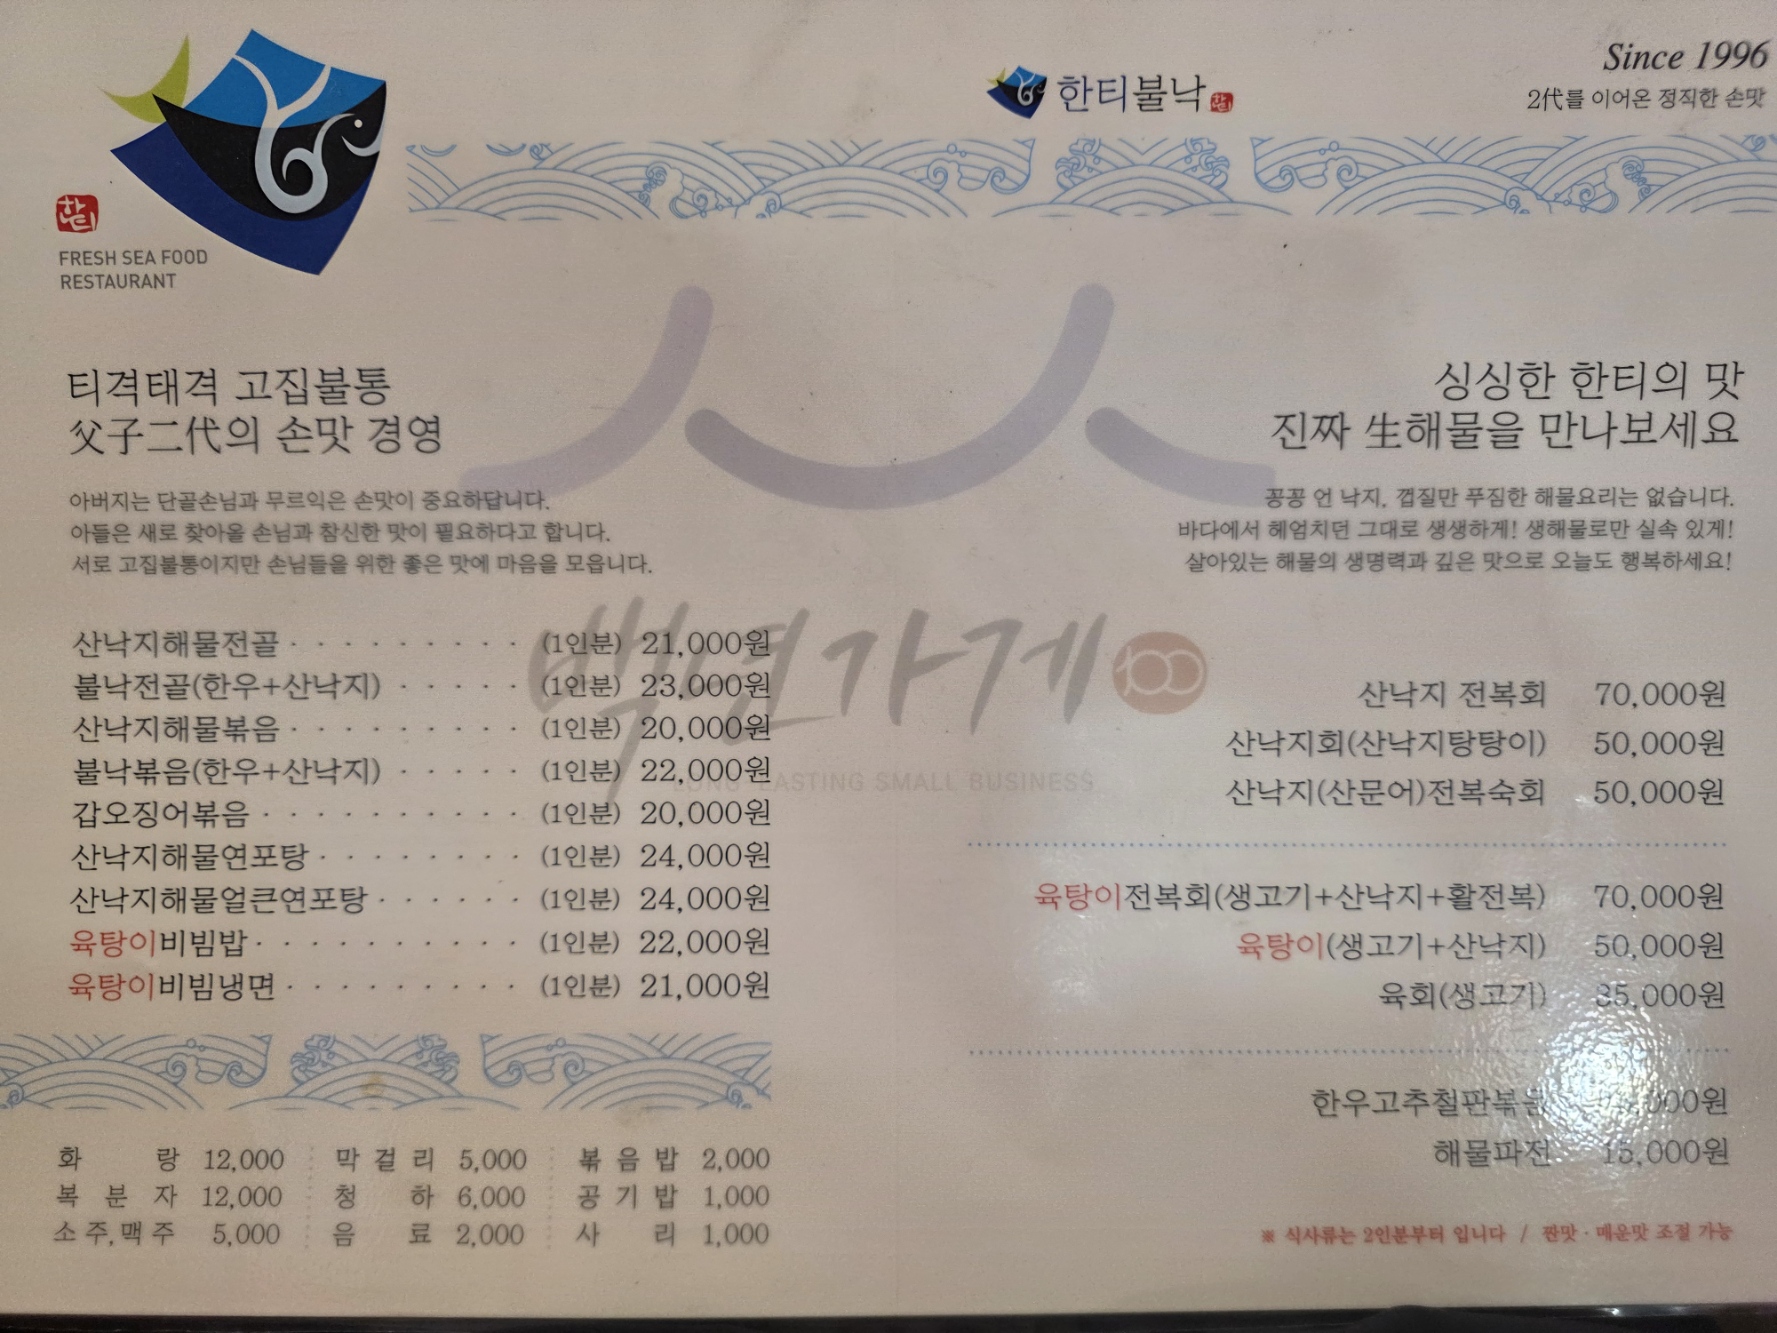 한티
FRESH SEA FOOD
RESTAURANT
한티불낙 한티
Since 1996
2代를 이어온 정직한 손맛
티격태격 고집불통
父子二代의 손맛 경영
아버지는 단골손님과 무르익은 손맛이 중요하답니다.
아들은 새로 찾아올 손님과 참신한 맛이 필요하다고 합니다.
서로 고집불통이지만 손님들을 위한 좋은 맛에 마음을 모읍니다.
싱싱한 한티의 맛
진짜 生해물을 만나보세요
꽁꽁 언 낙지, 껍질만 푸짐한 해물요리는 없습니다.
바다에서 헤엄치던 그대로 생생하게! 생해물로만 실속 있게!
살아있는 해물의 생명력과 깊은 맛으로 오늘도 행복하세요!
백년가게 100
LONG-LASTING SMALL BUSINESS
산낙지해물전골 · · · · · · · · · (1인분) 21,000원
불낙전골(한우+산낙지) · · · · · (1인분) 23,000원
산낙지해물볶음 · · · · · · · · · (1인분) 20,000원
불낙볶음(한우+산낙지) · · · · · (1인분) 22,000원
갑오징어볶음 · · · · · · · · · · (1인분) 20,000원
산낙지해물연포탕 · · · · · · · · (1인분) 24,000원
산낙지해물얼큰연포탕 · · · · · · (1인분) 24,000원
육탕이비빔밥 · · · · · · · · · · (1인분) 22,000원
육탕이비빔냉면 · · · · · · · · · (1인분) 21,000원
화랑 12,000 막걸리 5,000 볶음밥 2,000
복분자 12,000 청하 6,000 공기밥 1,000
소주,맥주 5,000 음료 2,000 사리 1,000
산낙지 전복회 70,000원
산낙지회(산낙지탕탕이) 50,000원
산낙지(산문어)전복숙회 50,000원
육탕이전복회(생고기+산낙지+활전복) 70,000원
육탕이(생고기+산낙지) 50,000원
육회(생고기) 35,000원
한우고추철판볶음
해물파전 15,000원
※ 식사류는 2인분부터 입니다 / 짠맛 · 매운맛 조절 가능